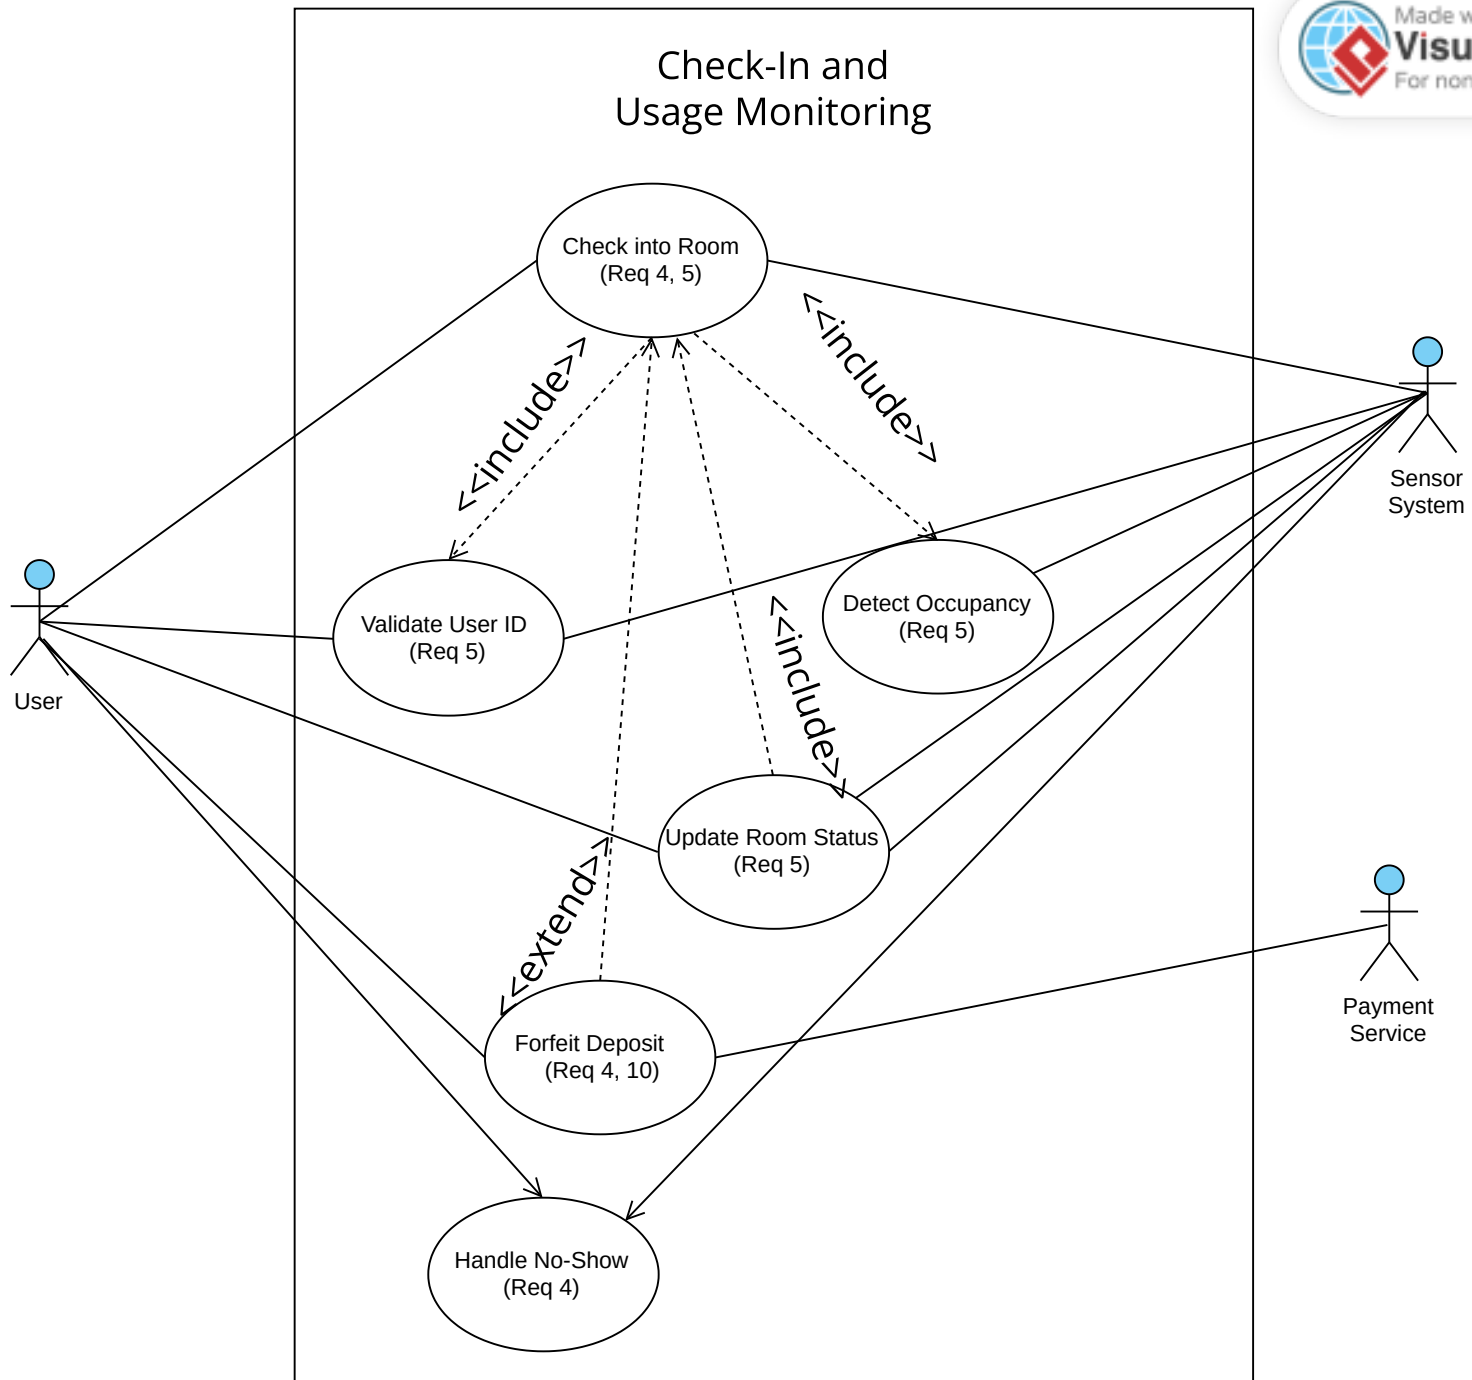 Made w
Visu
For non
Check-In and
Usage Monitoring
Check into Room
(Req 4, 5)
<<include>>
<<include>>
Sensor
System
Validate User ID
(Req 5)
Detect Occupancy
(Req 5)
User
<<include>>
Update Room Status
(Req 5)
<<extend>>
Payment
Service
Forfeit Deposit
(Req 4, 10)
Handle No-Show
(Req 4)